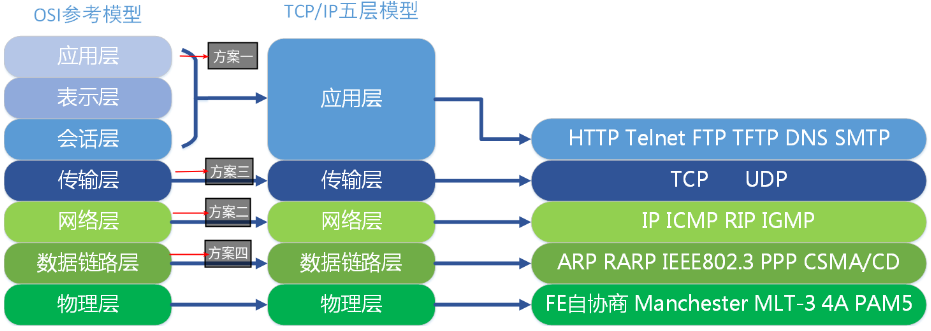 OSI参考模型
TCP/IP五层模型
应用层
方案一
表示层
会话层
应用层
HTTP Telnet FTP TFTP DNS SMTP
传输层
方案三
传输层
TCP UDP
网络层
方案二
网络层
IP ICMP RIP IGMP
数据链路层
方案四
数据链路层
ARP RARP IEEE802.3 PPP CSMA/CD
物理层
物理层
FE自协商 Manchester MLT-3 4A PAM5